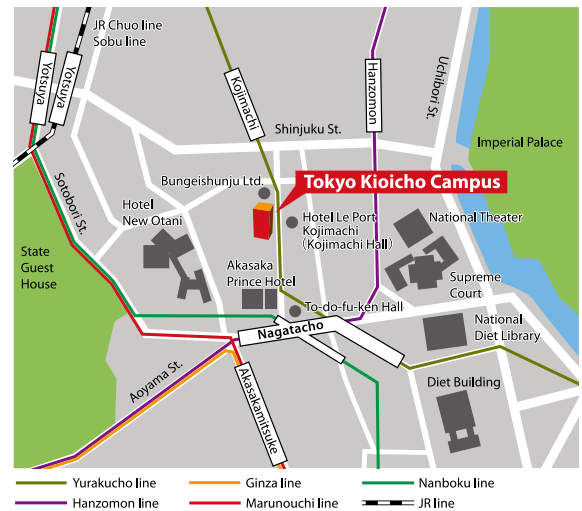 JR Chuo line
Sobu line
Yotsuya
Yotsuya
Kojimachi
Hanzomon
Uchibori St.
Shinjuku St.
Imperial Palace
Bungeishunju Ltd.
Tokyo Kioicho Campus
Sotobori St.
Hotel
New Otani
Hotel Le Port
Kojimachi
(Kojimachi Hall)
National Theater
State
Guest
House
Akasaka
Prince Hotel
Supreme
Court
To-do-fu-ken Hall
Nagatacho
National
Diet Library
Aoyama St.
Akasakamitsuke
Diet Building
Yurakucho line
Ginza line
Nanboku line
Hanzomon line
Marunouchi line
JR line